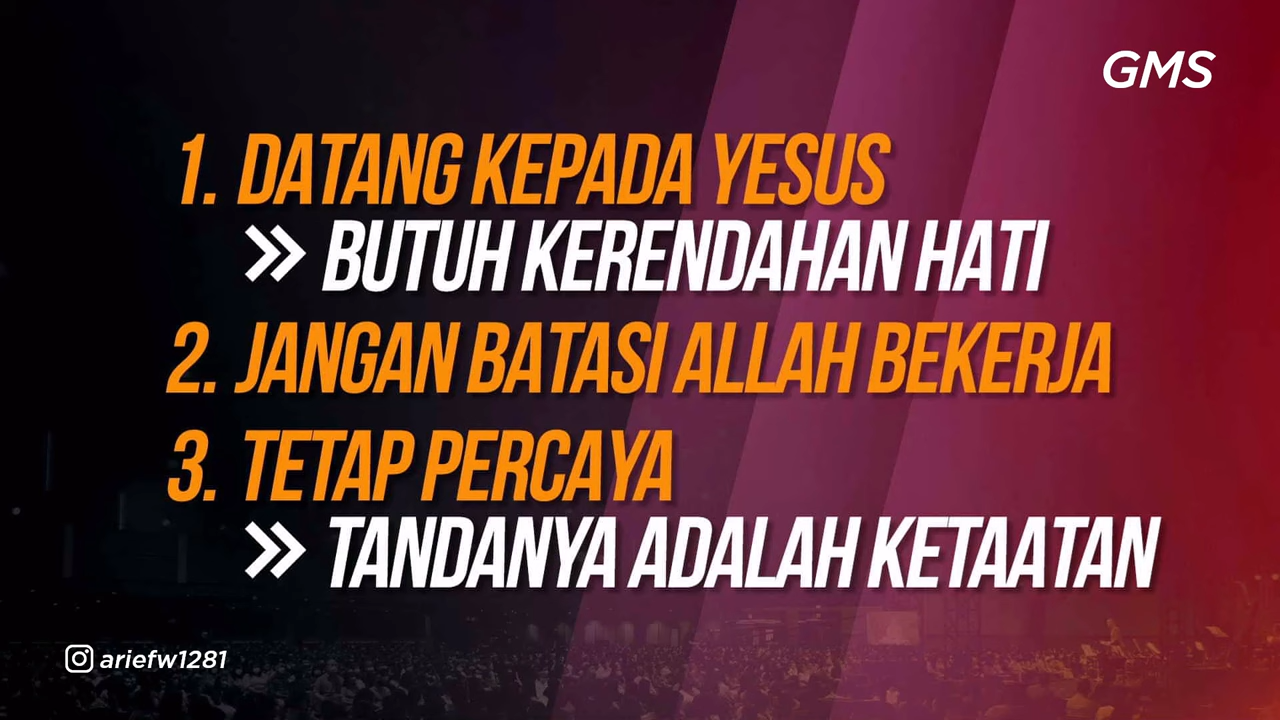 GMS
1. DATANG KEPADA YESUS
» BUTUH KERENDAHAN HATI
2. JANGAN BATASI ALLAH BEKERJA
3. TETAP PERCAYA
» TANDANYA ADALAH KETAATAN
ariefw1281